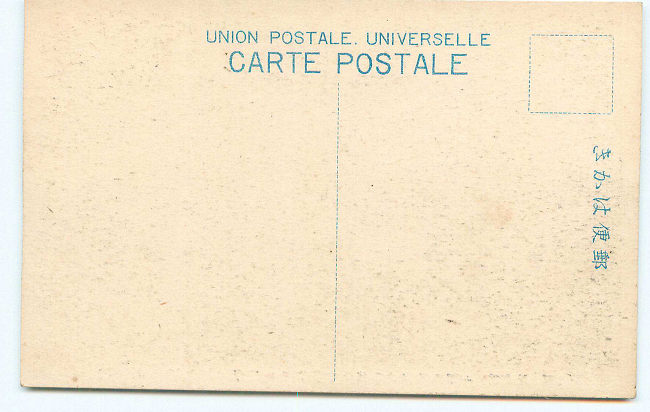 UNION POSTALE. UNIVERSELLE
CARTE POSTALE
郵便はかき